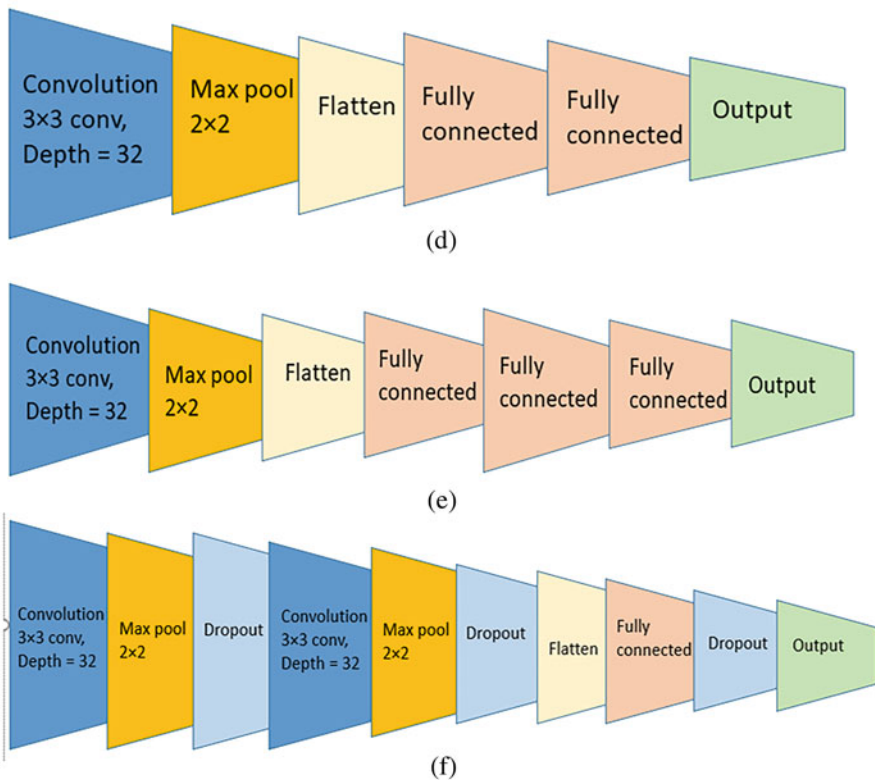 Convolution
3×3 conv,
Depth = 32
Max pool
2×2
Flatten
Fully
connected
Fully
connected
Output
(d)
Convolution
3×3 conv,
Depth = 32
Max pool
2×2
Flatten
Fully
connected
Fully
connected
Fully
connected
Output
(e)
Convolution
3×3 conv,
Depth = 32
Max pool
2×2
Dropout
Convolution
3×3 conv,
Depth = 32
Max pool
2×2
Dropout
Flatten
Fully
connected
Dropout
Output
(f)